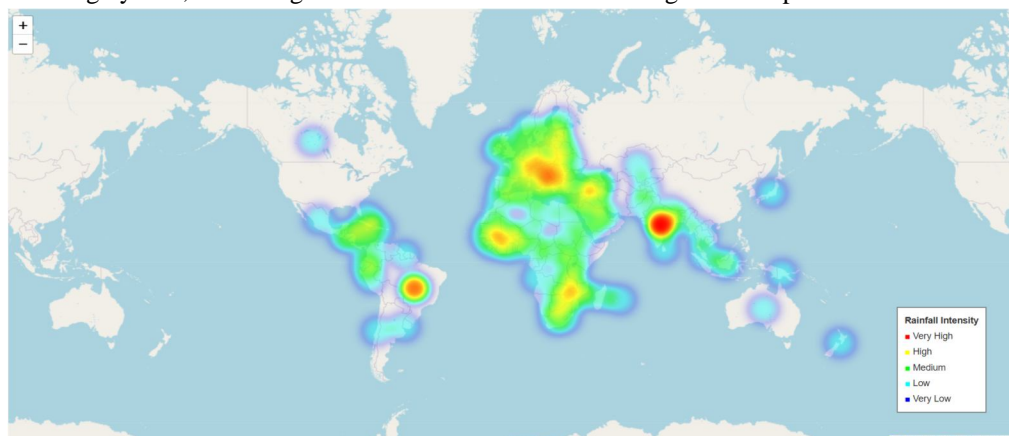 +
−
Rainfall Intensity
Very High
High
Medium
Low
Very Low